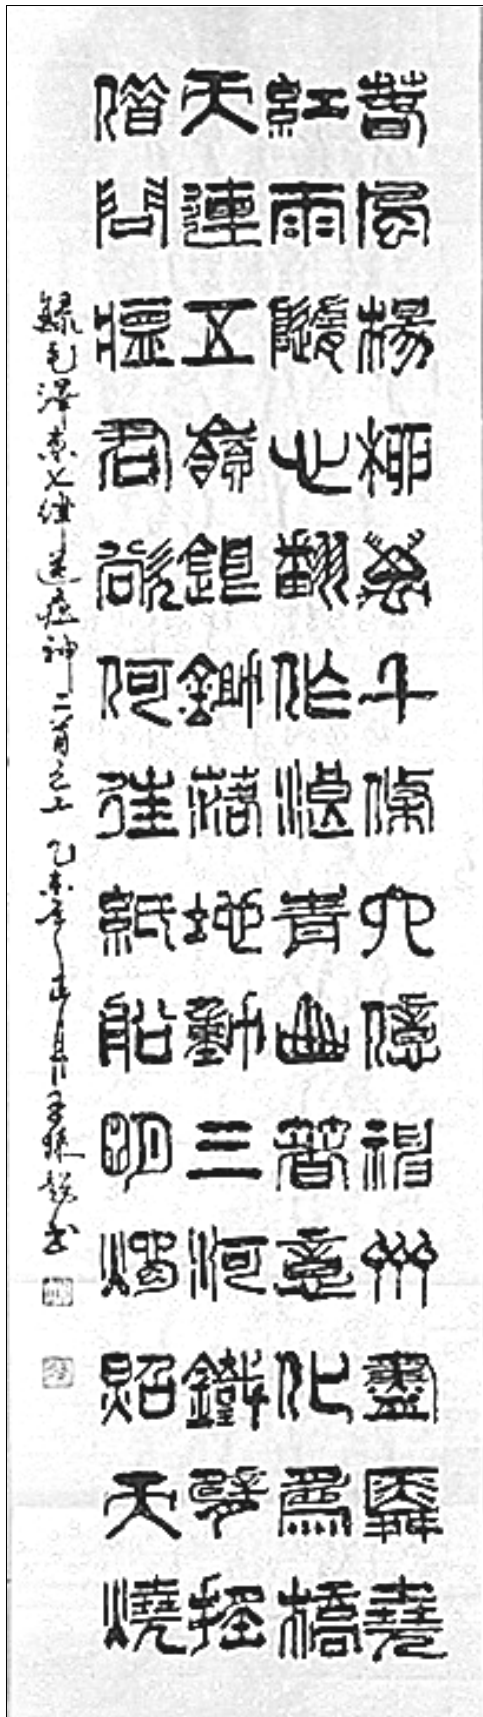 春風楊柳萬千條六億神州盡舜堯
紅雨隨心翻作浪青山著意化爲橋
天連五嶺銀鋤落地動三河鐵臂搖
借問瘟君欲何往紙船明燭照天燒
錄毛澤東七律送瘟神二首之二 乙未年 書